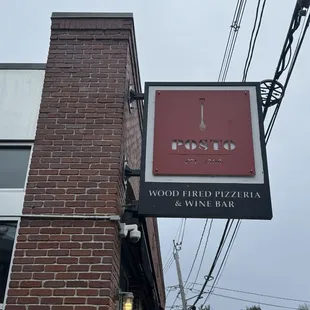 POSTO
WOOD FIRED PIZZERIA
& WINE BAR